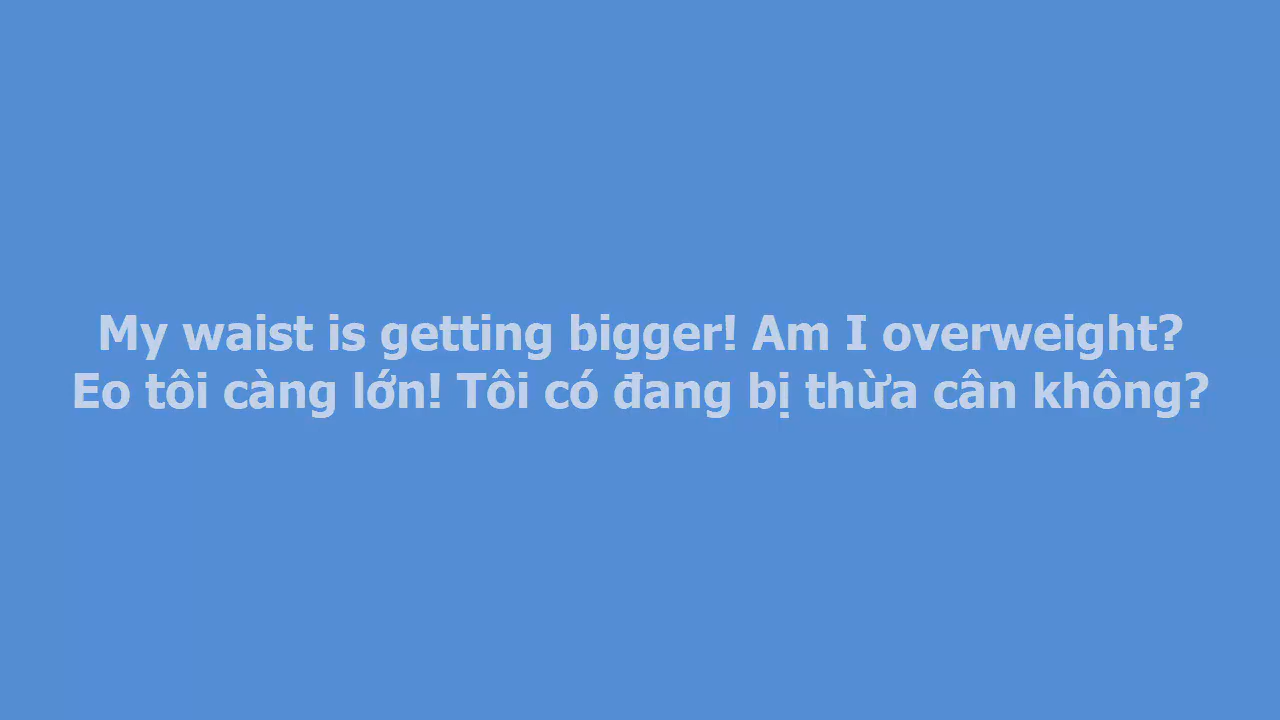 My waist is getting bigger! Am I overweight?
Eo tôi càng lớn! Tôi có đang bị thừa cân không?